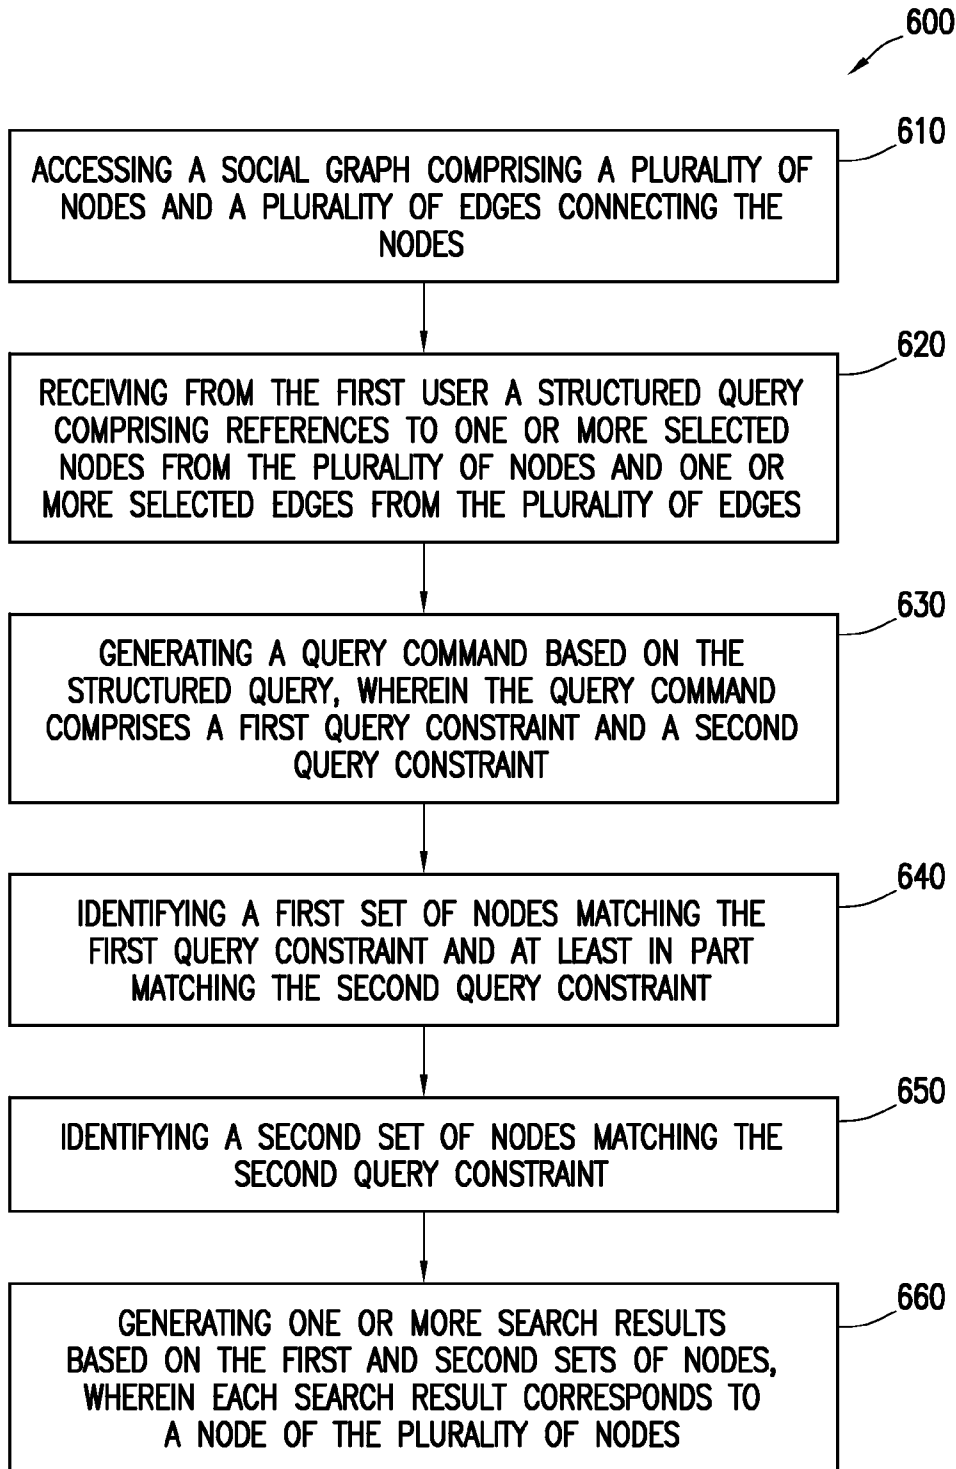 600
610
ACCESSING A SOCIAL GRAPH COMPRISING A PLURALITY OF
NODES AND A PLURALITY OF EDGES CONNECTING THE
NODES
620
RECEIVING FROM THE FIRST USER A STRUCTURED QUERY
COMPRISING REFERENCES TO ONE OR MORE SELECTED
NODES FROM THE PLURALITY OF NODES AND ONE OR
MORE SELECTED EDGES FROM THE PLURALITY OF EDGES
630
GENERATING A QUERY COMMAND BASED ON THE
STRUCTURED QUERY, WHEREIN THE QUERY COMMAND
COMPRISES A FIRST QUERY CONSTRAINT AND A SECOND
QUERY CONSTRAINT
640
IDENTIFYING A FIRST SET OF NODES MATCHING THE
FIRST QUERY CONSTRAINT AND AT LEAST IN PART
MATCHING THE SECOND QUERY CONSTRAINT
650
IDENTIFYING A SECOND SET OF NODES MATCHING THE
SECOND QUERY CONSTRAINT
660
GENERATING ONE OR MORE SEARCH RESULTS
BASED ON THE FIRST AND SECOND SETS OF NODES,
WHEREIN EACH SEARCH RESULT CORRESPONDS TO
A NODE OF THE PLURALITY OF NODES